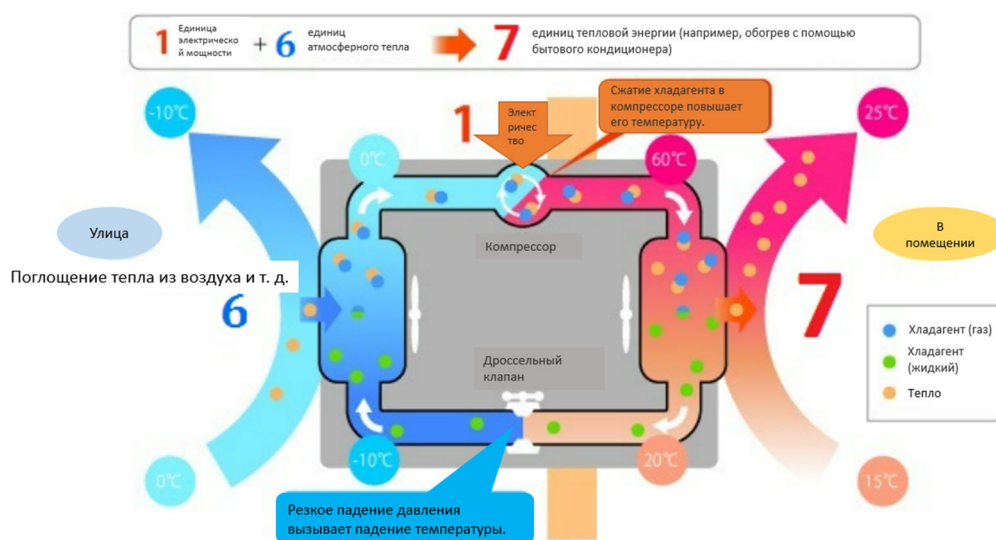 1 Единица
электрическо
й мощности
+ 6 единиц
атмосферного тепла
7 единиц тепловой энергии (например, обогрев с помощью
бытового кондиционера)
-10℃
0℃
1
Элект
ричес
тво
Сжатие хладагента в
компрессоре повышает
его температуру.
60℃
25℃
Улица
Компрессор
В
помещении
Поглощение тепла из воздуха и т. д.
6
7
Дроссельный
клапан
Хладагент (газ)
Хладагент
(жидкий)
Тепло
0℃
-10℃
20℃
15℃
Резкое падение давления
вызывает падение температуры.